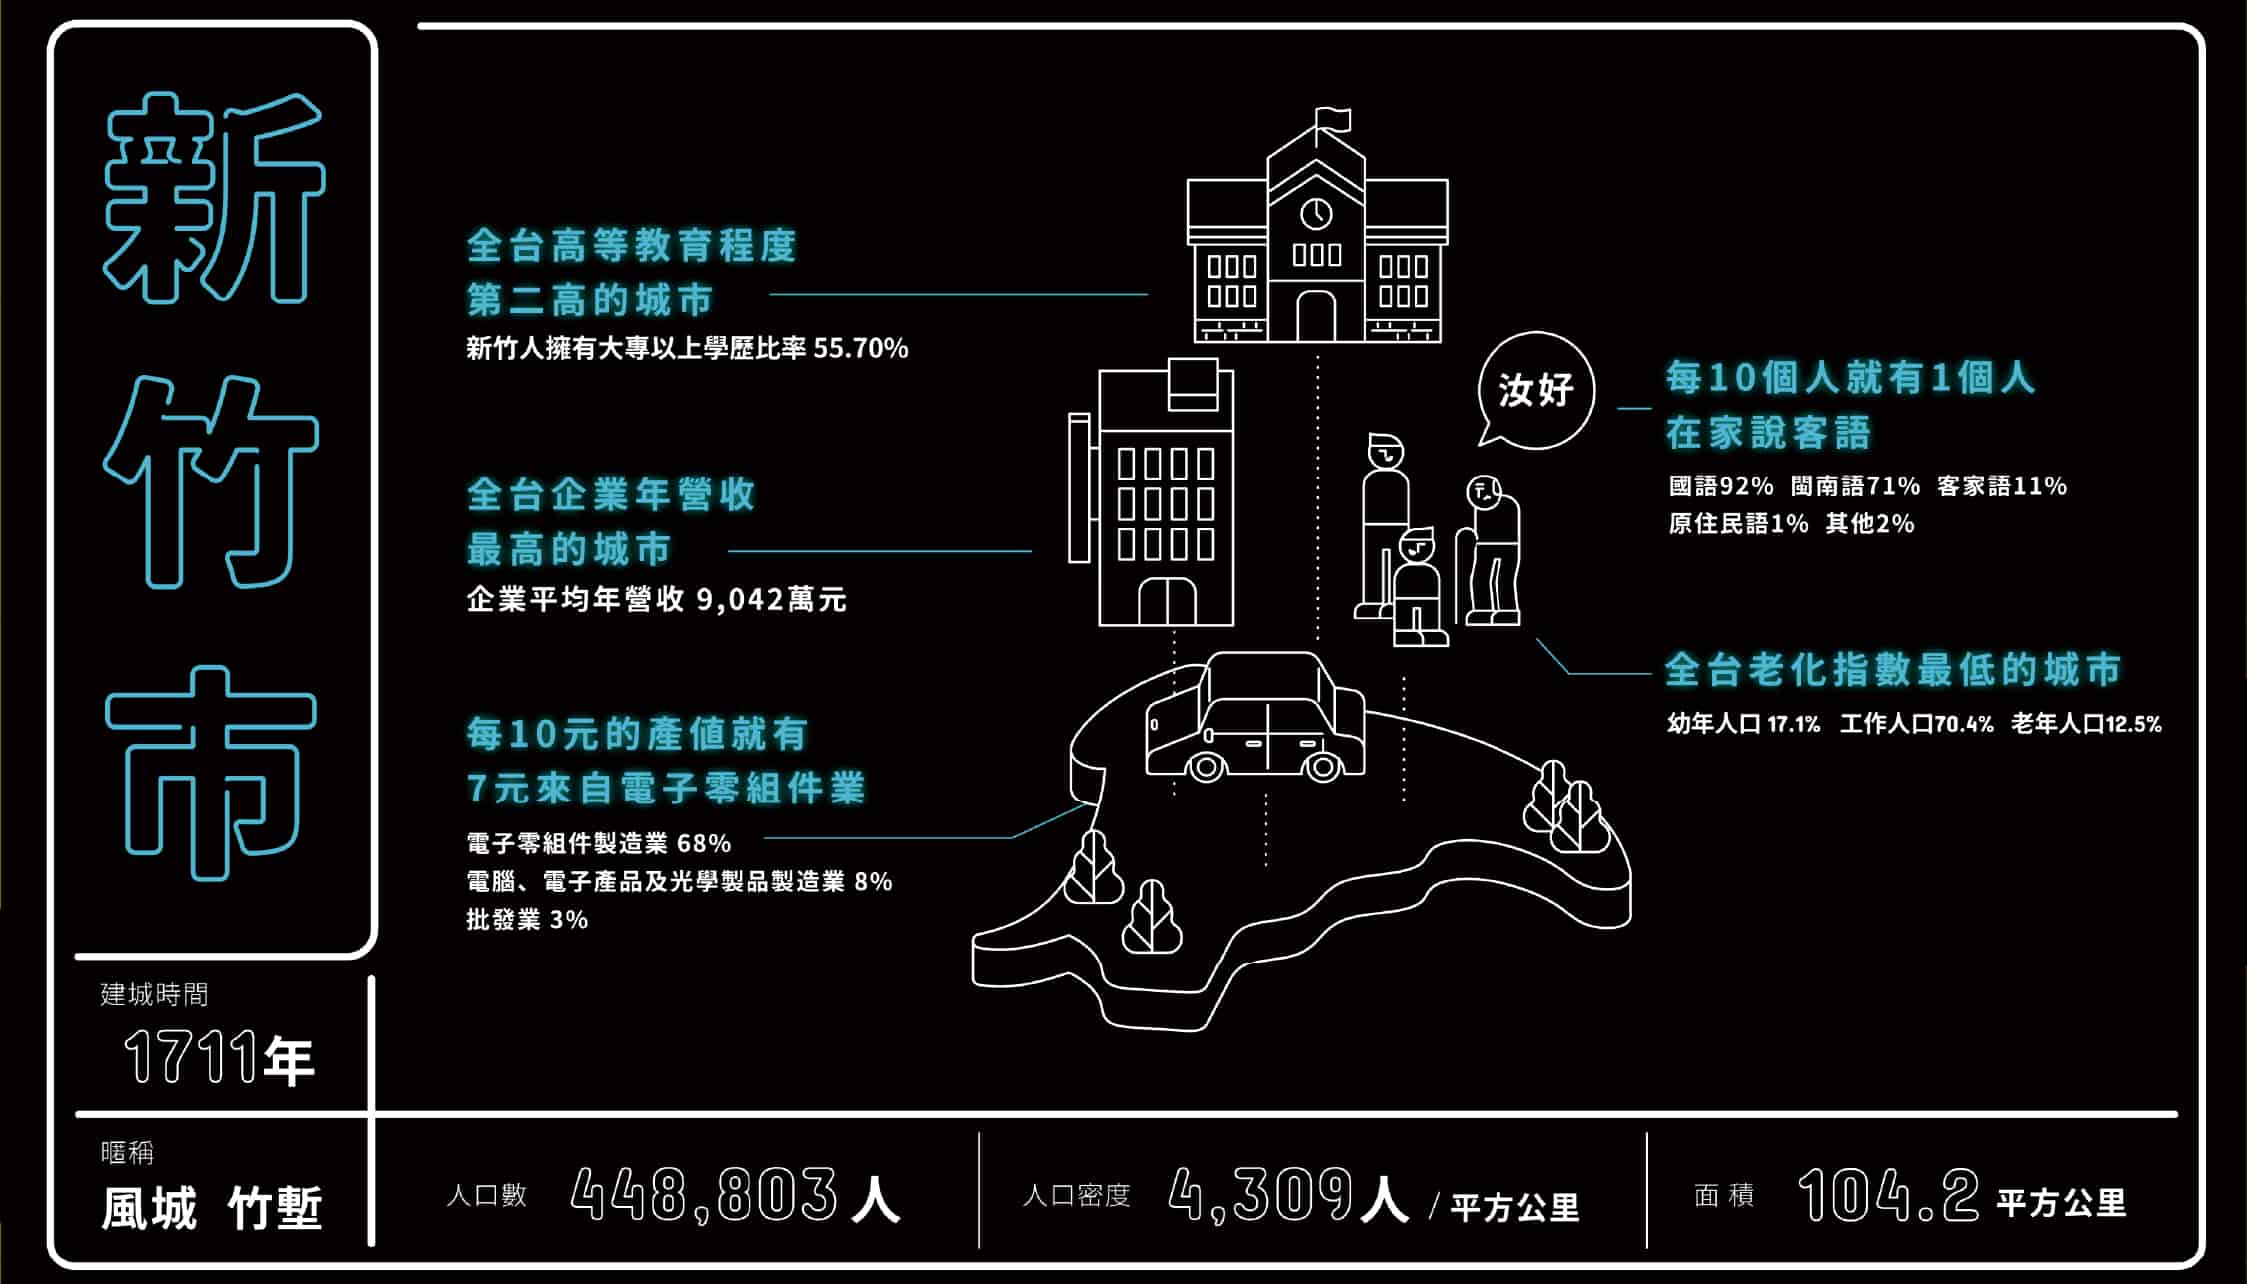 新竹市
建城時間
1711年
暱稱
風城 竹塹
全台高等教育程度
第二高的城市
新竹人擁有大專以上學歷比率 55.70%
全台企業年營收
最高的城市
企業平均年營收 9,042萬元
每10元的產值就有
7元來自電子零組件業
電子零組件製造業 68%
電腦、電子產品及光學製品製造業 8%
批發業 3%
汝好
每10個人就有1個人
在家說客語
國語92% 閩南語71% 客家語11%
原住民語1% 其他2%
全台老化指數最低的城市
幼年人口 17.1% 工作人口70.4% 老年人口12.5%
人口數 448,803 人
人口密度 4,309人 / 平方公里
面積 104.2 平方公里